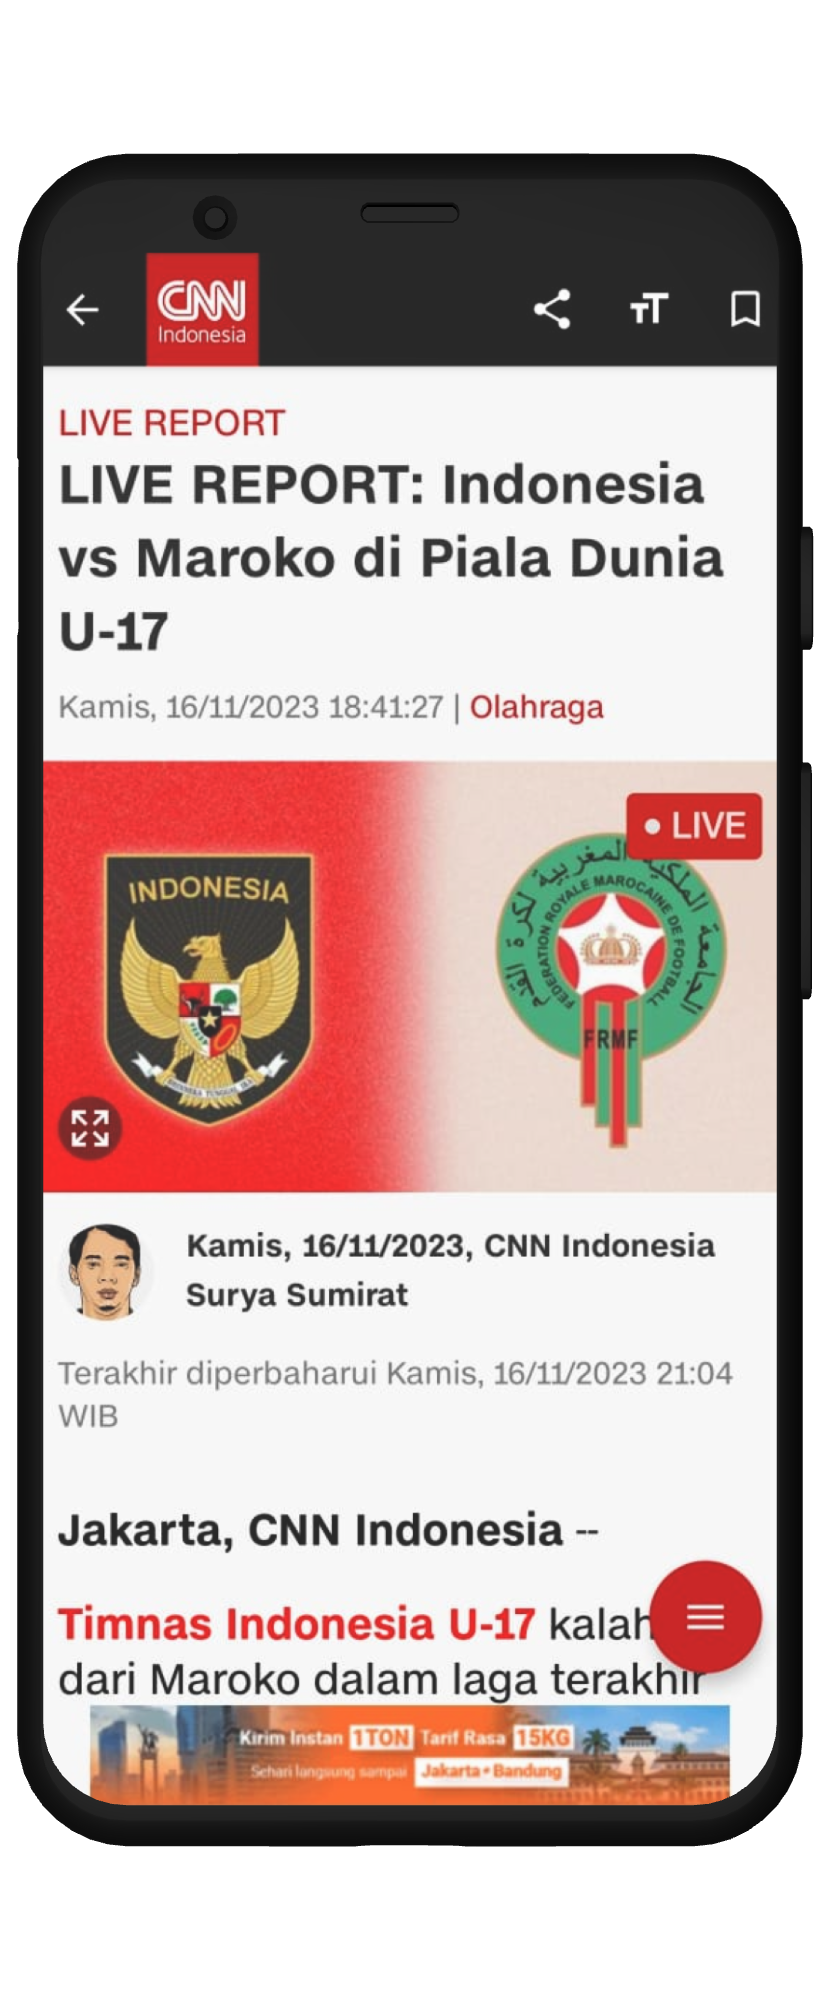 CNN
Indonesia
LIVE REPORT
LIVE REPORT: Indonesia
vs Maroko di Piala Dunia
U-17
Kamis, 16/11/2023 18:41:27 | Olahraga
LIVE
INDONESIA
BHINNEKA TUNGGAL IKA
الجامعة الملكية المغربية لكرة القدم
FEDERATION ROYALE MAROCAINE DE FOOTBALL
FRMF
Kamis, 16/11/2023, CNN Indonesia
Surya Sumirat
Terakhir diperbaharui Kamis, 16/11/2023 21:04
WIB
Jakarta, CNN Indonesia --
Timnas Indonesia U-17 kalah
dari Maroko dalam laga terakhir
Kirim Instan 1TON Tarif Rasa 15KG
Sehari langsung sampai Jakarta • Bandung